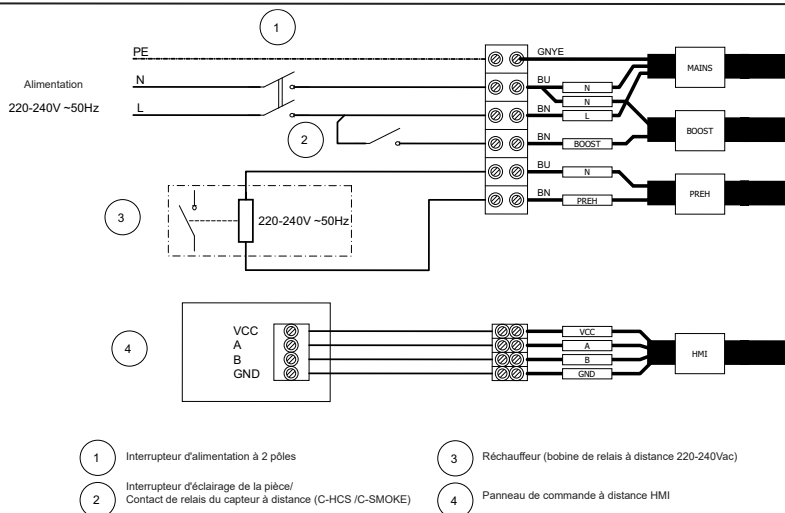 1
PE
GNYE
MAINS
Alimentation
220-240V ~50Hz
N
BU
N
N
L
BN
L
2
BN
BOOST
BOOST
BU
N
3
220-240V ~50Hz
BN
PREH
PREH
4
VCC
A
B
GND
VCC
A
B
GND
HMI
1
Interrupteur d'alimentation à 2 pôles
2
Interrupteur d'éclairage de la pièce/
Contact de relais du capteur à distance (C-HCS /C-SMOKE)
3
Réchauffeur (bobine de relais à distance 220-240Vac)
4
Panneau de commande à distance HMI